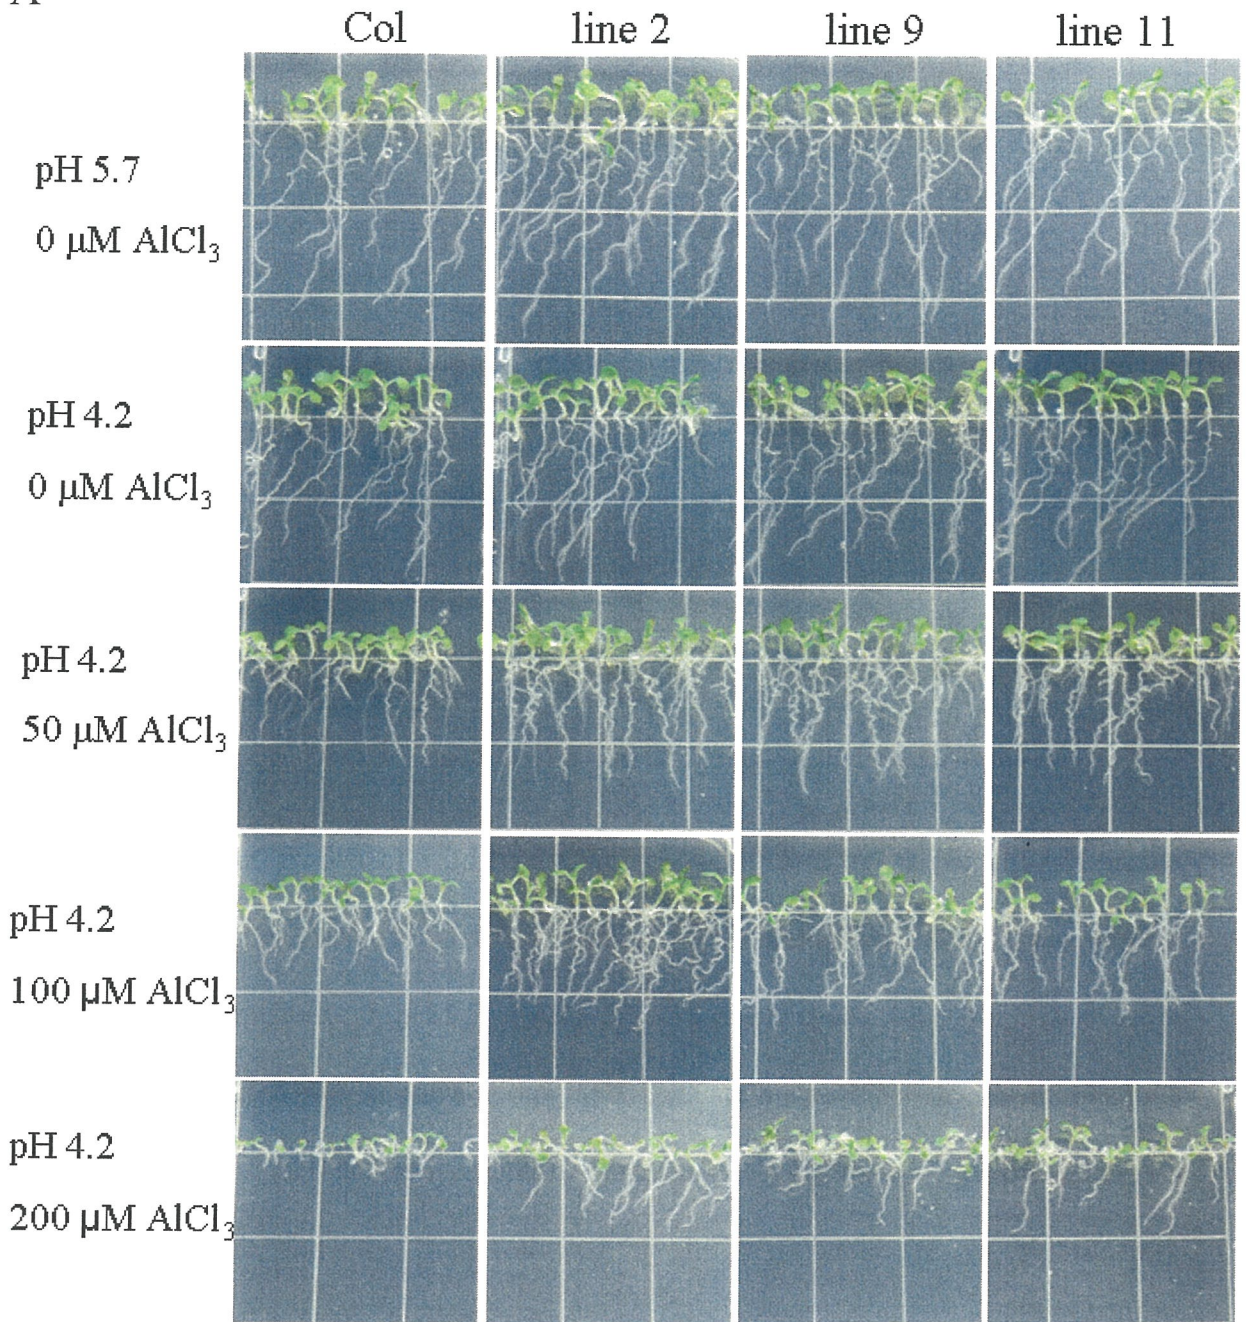 A
Col line 2 line 9 line 11
pH 5.7
0 µM AlCl₃
pH 4.2
0 µM AlCl₃
pH 4.2
50 µM AlCl₃
pH 4.2
100 µM AlCl₃
pH 4.2
200 µM AlCl₃